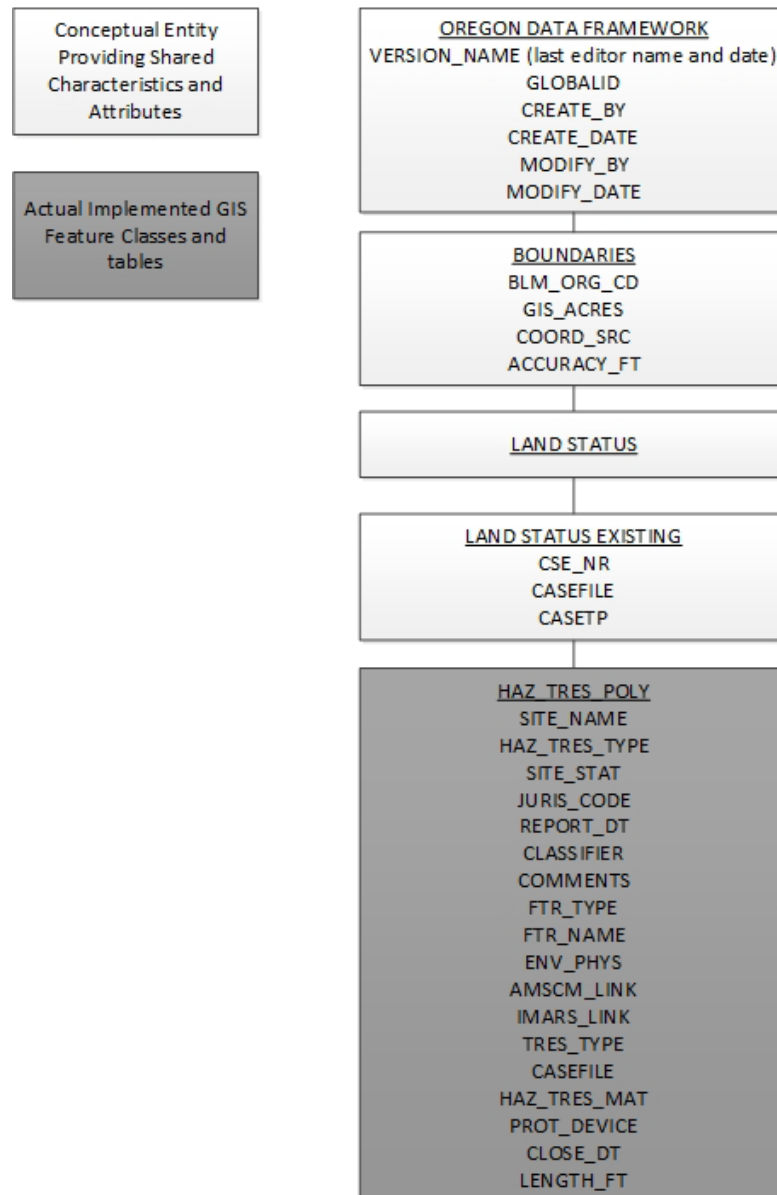 Conceptual Entity
Providing Shared
Characteristics and
Attributes
Actual Implemented GIS
Feature Classes and
tables
OREGON DATA FRAMEWORK
VERSION_NAME (last editor name and date)
GLOBALID
CREATE_BY
CREATE_DATE
MODIFY_BY
MODIFY_DATE
BOUNDARIES
BLM_ORG_CD
GIS_ACRES
COORD_SRC
ACCURACY_FT
LAND STATUS
LAND STATUS EXISTING
CSE_NR
CASEFILE
CASETP
HAZ_TRES_POLY
SITE_NAME
HAZ_TRES_TYPE
SITE_STAT
JURIS_CODE
REPORT_DT
CLASSIFIER
COMMENTS
FTR_TYPE
FTR_NAME
ENV_PHYS
AMSCM_LINK
IMARS_LINK
TRES_TYPE
CASEFILE
HAZ_TRES_MAT
PROT_DEVICE
CLOSE_DT
LENGTH_FT